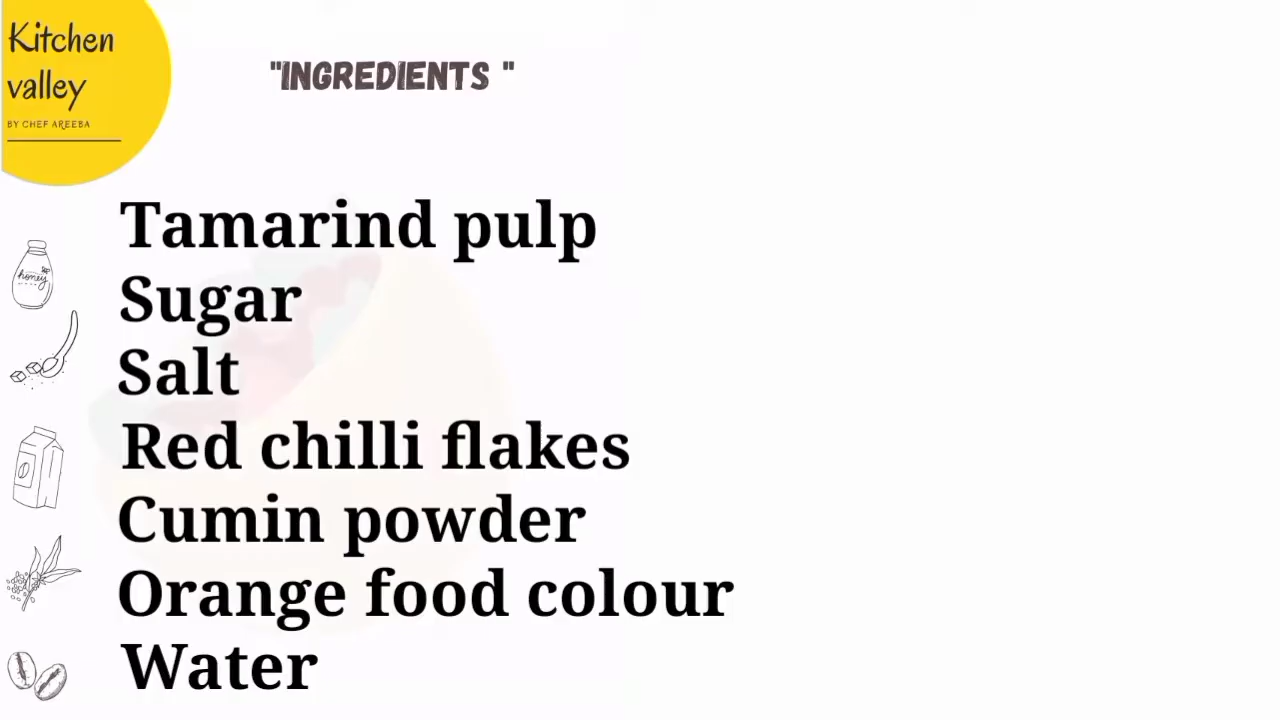 Kitchen
valley
BY CHEF AREEBA
"INGREDIENTS "
Tamarind pulp
Sugar
honey
Salt
Red chilli flakes
Cumin powder
Orange food colour
Water